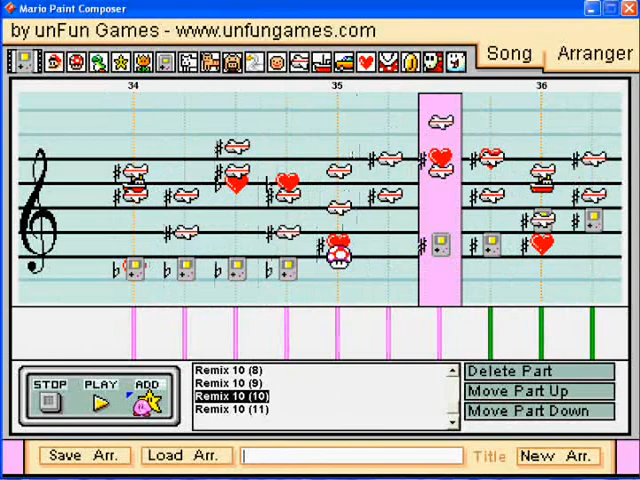 Mario Paint Composer
by unFun Games - www.unfungames.com
Song Arranger
34 35 36
STOP PLAY ADD
Remix 10 (8)
Remix 10 (9)
Remix 10 (10)
Remix 10 (11)
Delete Part
Move Part Up
Move Part Down
Save Arr. Load Arr. Title New Arr.